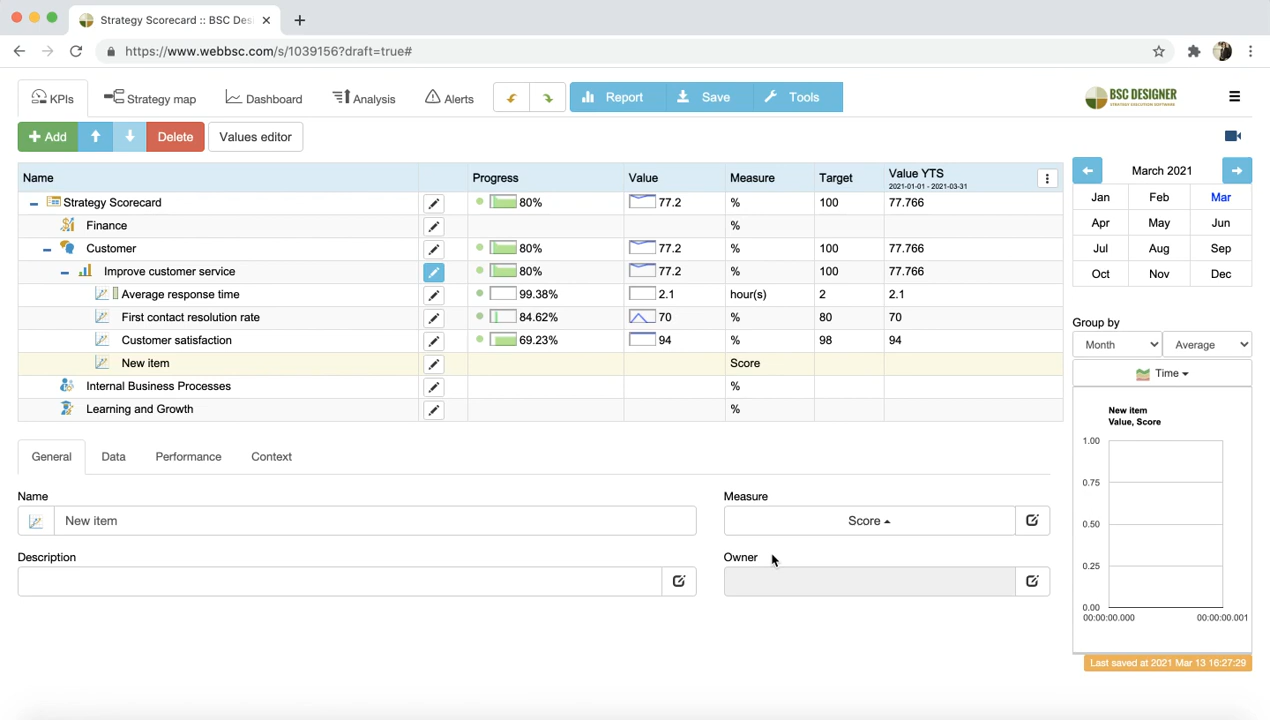 Strategy Scorecard :: BSC Des
https://www.webbsc.com/s/1039156?draft=true#
KPIs Strategy map Dashboard Analysis Alerts Report Save Tools BSC DESIGNER
STRATEGY EXECUTION SOFTWARE
Add Delete Values editor
Name Progress Value Measure Target Value YTS
2021-01-01 - 2021-03-31
Strategy Scorecard 80% 77.2 % 100 77.766
Finance %
Customer 80% 77.2 % 100 77.766
Improve customer service 80% 77.2 % 100 77.766
Average response time 99.38% 2.1 hour(s) 2 2.1
First contact resolution rate 84.62% 70 % 80 70
Customer satisfaction 69.23% 94 % 98 94
New item Score
Internal Business Processes %
Learning and Growth %
March 2021
Jan Feb Mar
Apr May Jun
Jul Aug Sep
Oct Nov Dec
Group by
Month Average
Time
New item
Value, Score
1.00
0.75
0.50
0.25
0.00
00:00:00.000 00:00:00.001
Last saved at 2021 Mar 13 16:27:29
General Data Performance Context
Name
New item
Measure
Score
Description
Owner